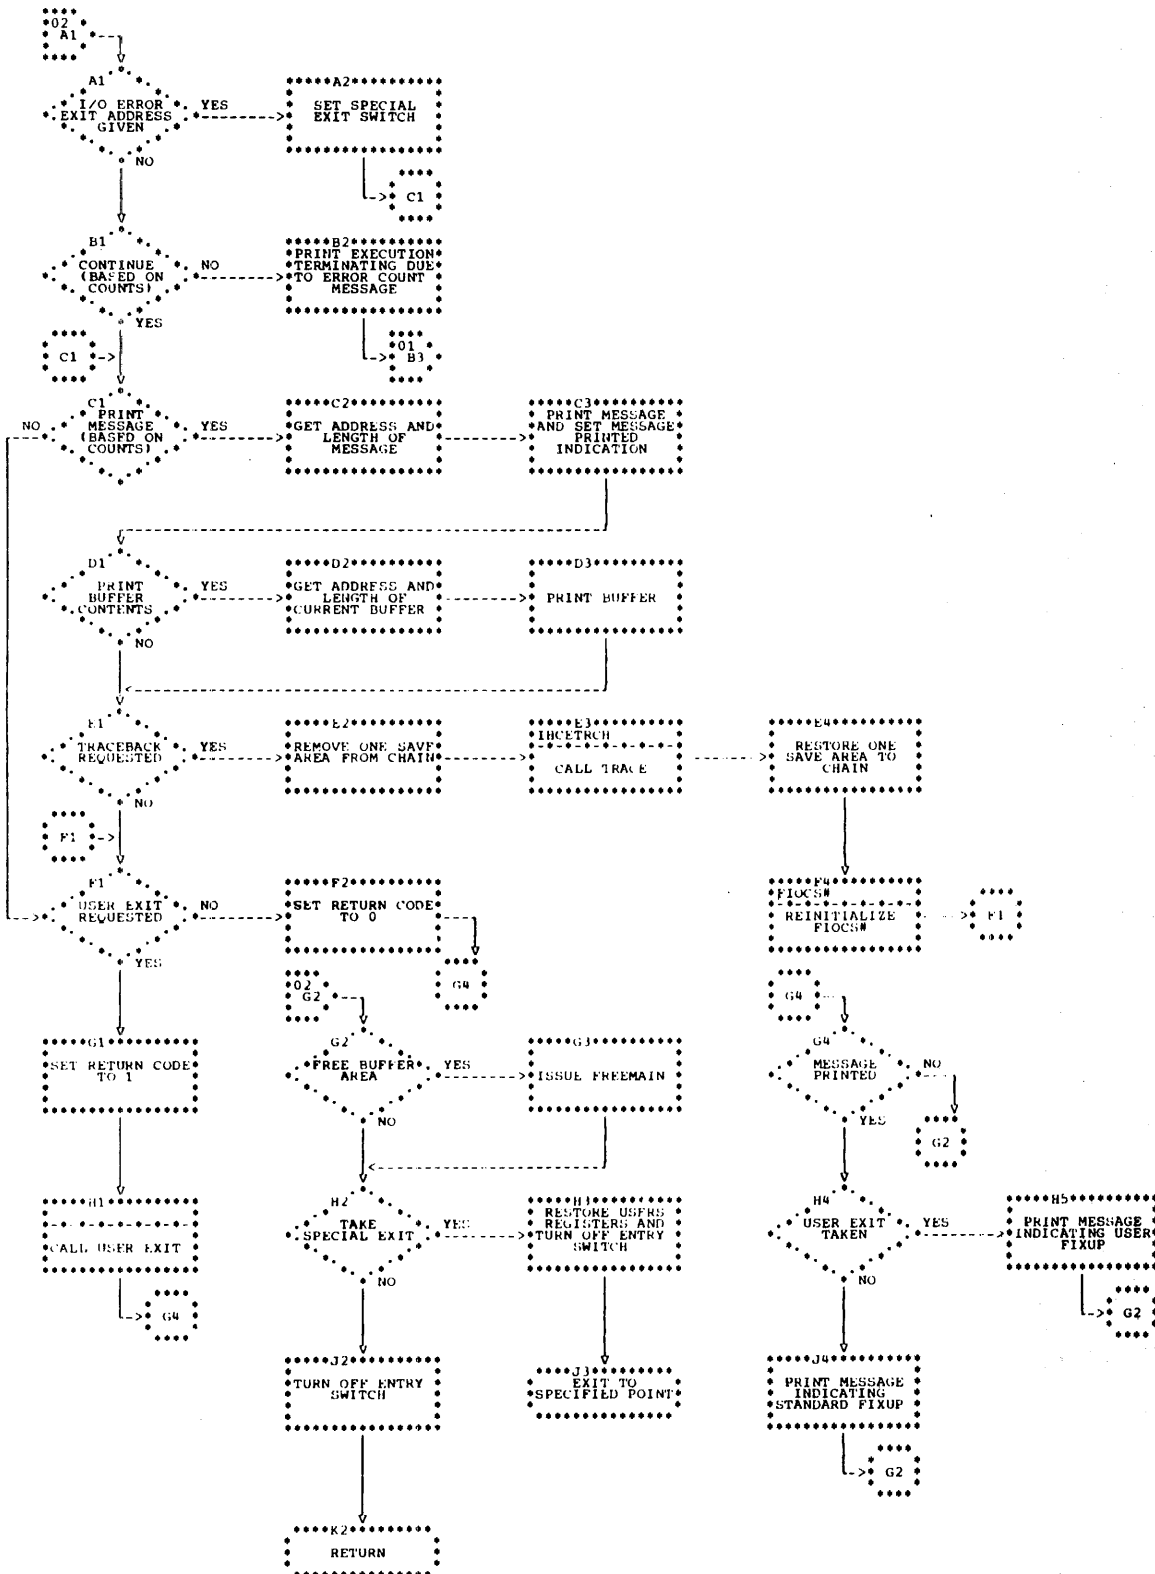 02
A1
A1
I/O ERROR
EXIT ADDRESS
GIVEN
YES
NO
A2
SET SPECIAL
EXIT SWITCH
C1
B1
CONTINUE
(BASED ON
COUNTS)
NO
YES
B2
PRINT EXECUTION
TERMINATING DUE
TO ERROR COUNT
MESSAGE
01
B3
C1
C1
PRINT
MESSAGE
(BASED ON
COUNTS)
NO
YES
C2
GET ADDRESS AND
LENGTH OF
MESSAGE
C3
PRINT MESSAGE
AND SET MESSAGE
PRINTED
INDICATION
D1
PRINT
BUFFER
CONTENTS
YES
NO
D2
GET ADDRESS AND
LENGTH OF
CURRENT BUFFER
D3
PRINT BUFFER
E1
TRACEBACK
REQUESTED
YES
NO
E2
REMOVE ONE SAVE
AREA FROM CHAIN
E3
IHCETRCH
CALL TRACE
E4
RESTORE ONE
SAVE AREA TO
CHAIN
F1
F1
USER EXIT
REQUESTED
NO
YES
F2
SET RETURN CODE
TO 0
G4
F4
FIOCS#
REINITIALIZE
FIOCS#
F1
G1
SET RETURN CODE
TO 1
02
G2
G2
FREE BUFFER
AREA
YES
NO
G3
ISSUE FREEMAIN
G4
G4
MESSAGE
PRINTED
NO
YES
G2
H1
CALL USER EXIT
G4
H2
TAKE
SPECIAL EXIT
YES
NO
H3
RESTORE USERS
REGISTERS AND
TURN OFF ENTRY
SWITCH
H4
USER EXIT
TAKEN
YES
NO
H5
PRINT MESSAGE
INDICATING USER
FIXUP
G2
J2
TURN OFF ENTRY
SWITCH
J3
EXIT TO
SPECIFIED POINT
J4
PRINT MESSAGE
INDICATING
STANDARD FIXUP
G2
K2
RETURN